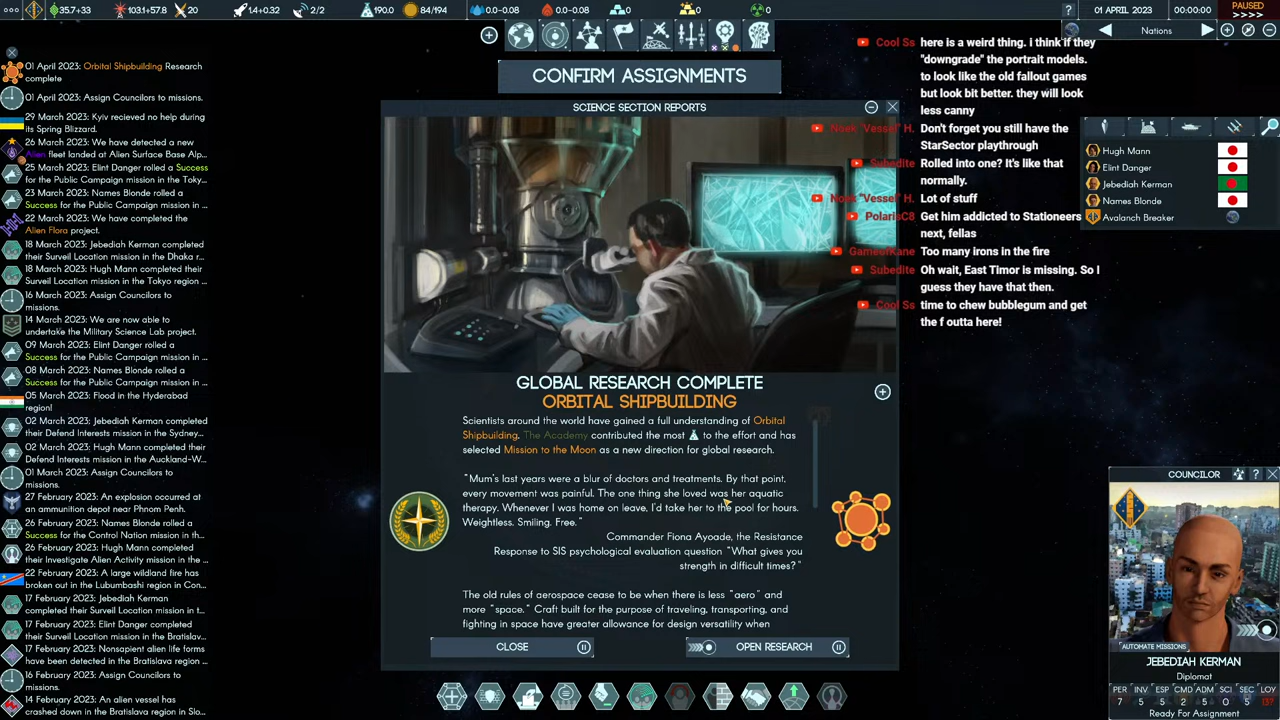 35.7+33
103.1+57.8
20
1.4+0.32
2/2
190.0
84/194
0.0-0.08
0.0-0.08
0
0
0
?
01 APRIL 2023
00:00:00
PAUSED
>>>>
Nations
CONFIRM ASSIGNMENTS
SCIENCE SECTION REPORTS
01 April 2023: Orbital Shipbuilding Research
complete
01 April 2023: Assign Councilors to missions.
29 March 2023: Kyiv recieved no help during
its Spring Blizzard.
26 March 2023: We have detected a new
Alien fleet landed at Alien Surface Base Alp...
25 March 2023: Elint Danger rolled a Success
for the Public Campaign mission in the Toky...
23 March 2023: Names Blonde rolled a
Success for the Public Campaign mission in ...
22 March 2023: We have completed the
Alien Flora project.
18 March 2023: Jebediah Kerman completed
their Surveil Location mission in the Dhaka r...
18 March 2023: Hugh Mann completed their
Surveil Location mission in the Tokyo region ...
16 March 2023: Assign Councilors to
missions.
14 March 2023: We are now able to
undertake the Military Science Lab project.
09 March 2023: Elint Danger rolled a
Success for the Public Campaign mission in ...
08 March 2023: Names Blonde rolled a
Success for the Public Campaign mission in ...
05 March 2023: Flood in the Hyderabad
region!
02 March 2023: Jebediah Kerman completed
their Defend Interests mission in the Sydney...
02 March 2023: Hugh Mann completed their
Defend Interests mission in the Auckland-W...
01 March 2023: Assign Councilors to
missions.
27 February 2023: An explosion occurred at
an ammunition depot near Phnom Penh.
26 February 2023: Names Blonde rolled a
Success for the Control Nation mission in th...
26 February 2023: Hugh Mann completed
their Investigate Alien Activity mission in the ...
22 February 2023: A large wildland fire has
broken out in the Lubumbashi region in Con...
17 February 2023: Jebediah Kerman
completed their Surveil Location mission in t...
17 February 2023: Elint Danger completed
their Surveil Location mission in the Bratislav...
17 February 2023: Nonsapient alien life forms
have been detected in the Bratislava region ...
16 February 2023: Assign Councilors to
missions.
14 February 2023: An alien vessel has
crashed down in the Bratislava region in Slo...
GLOBAL RESEARCH COMPLETE
ORBITAL SHIPBUILDING
Scientists around the world have gained a full understanding of Orbital
Shipbuilding. The Academy contributed the most to the effort and has
selected Mission to the Moon as a new direction for global research.
"Mum's last years were a blur of doctors and treatments. By that point,
every movement was painful. The one thing she loved was her aquatic
therapy. Whenever I was home on leave, I'd take her to the pool for hours.
Weightless. Smiling. Free."
Commander Fiona Ayoade, the Resistance
Response to SIS psychological evaluation question "What gives you
strength in difficult times?"
The old rules of aerospace cease to be when there is less "aero" and
more "space." Craft built for the purpose of traveling, transporting, and
fighting in space have greater allowance for design versatility when
CLOSE
OPEN RESEARCH
Cool Ss here is a weird thing. i think if they
"downgrade" the portrait models.
to look like the old fallout games
but look bit better. they will look
less canny
Noek "Vessel" H. Don't forget you still have the
StarSector playthrough
Subedite Rolled into one? It's like that
normally.
Noek "Vessel" H. Lot of stuff
PolarisC8 Get him addicted to Stationeers
next, fellas
GameofKane Too many irons in the fire
Subedite Oh wait, East Timor is missing. So I
guess they have that then.
Cool Ss time to chew bubblegum and get
the f outta here!
Hugh Mann
Elint Danger
Jebediah Kerman
Names Blonde
Avalanch Breaker
COUNCILOR
?
AUTOMATE MISSIONS
JEBEDIAH KERMAN
Diplomat
PER INV ESP CMD ADM SCI SEC LOY
7 5 5 2 5 0 5 137
Ready For Assignment